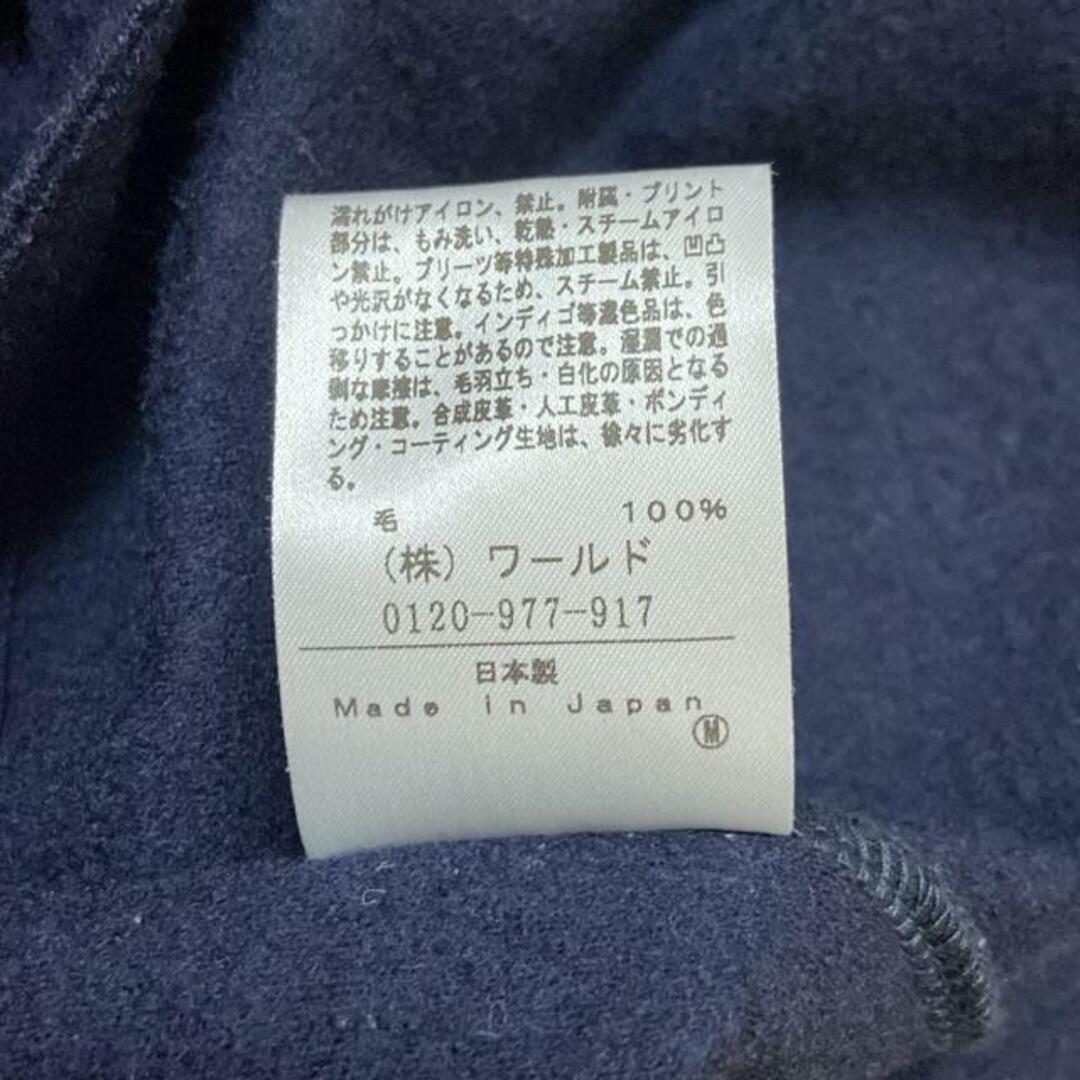 濡れがけアイロン、禁止。附属・プリント
部分は、もみ洗い、乾熱・スチームアイロ
ン禁止。プリーツ等特殊加工製品は、凹凸
や光沢がなくなるため、スチーム禁止。引
っかけに注意。インディゴ等濃色品は、色
移りすることがあるので注意。湿潤での過
剰な摩擦は、毛羽立ち・白化の原因となる
ため注意。合成皮革・人工皮革・ボンディ
ング・コーティング生地は、徐々に劣化す
る。
毛 100%
(株) ワールド
0120-977-917
日本製
Made in Japan
Ⓜ